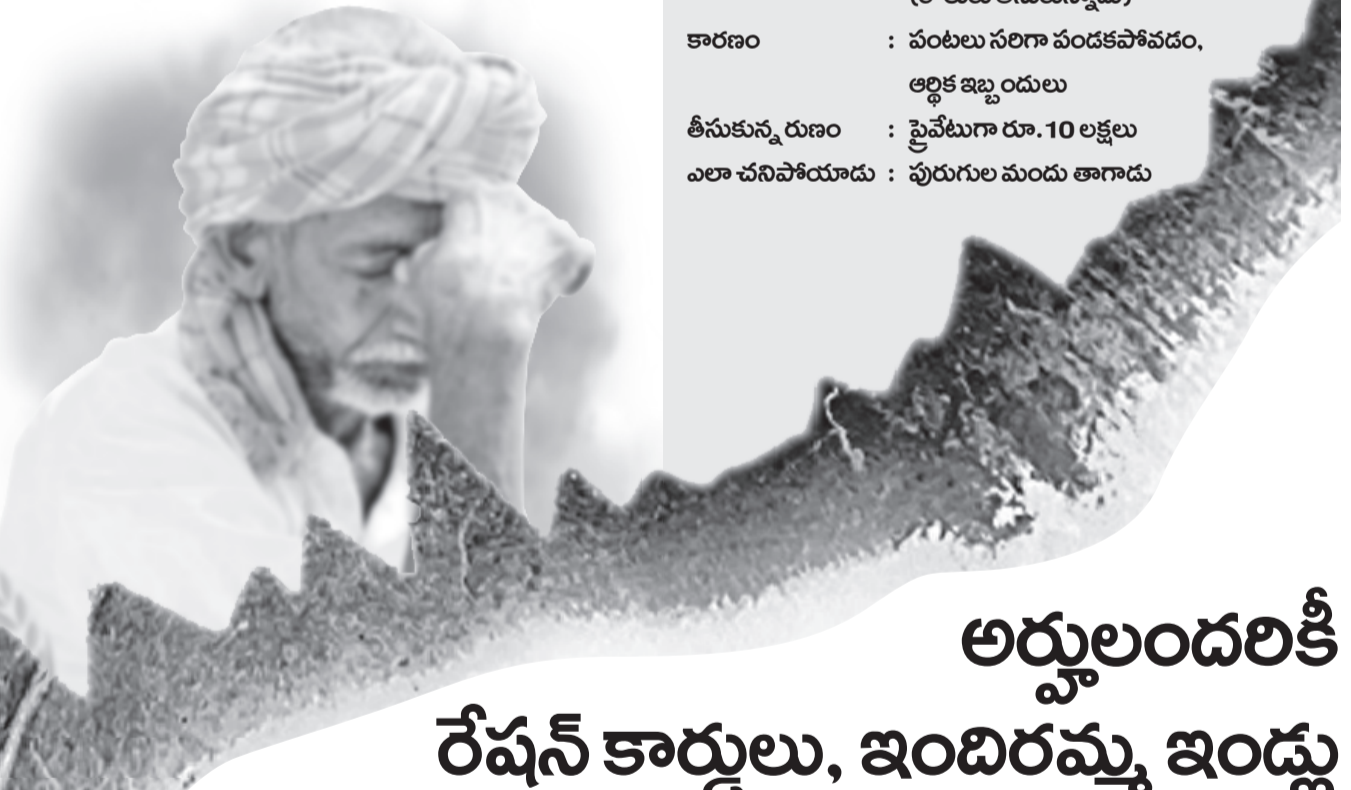 కారణం : పంటలు సరిగా పండకపోవడం,
ఆర్థిక ఇబ్బందులు
తీసుకున్న రుణం : ప్రైవేటుగా రూ.10 లక్షలు
ఎలా చనిపోయాడు : పురుగుల మందు తాగాడు
అర్హులందరికీ
రేషన్ కార్డులు, ఇందిరమ్మ ఇండ్లు